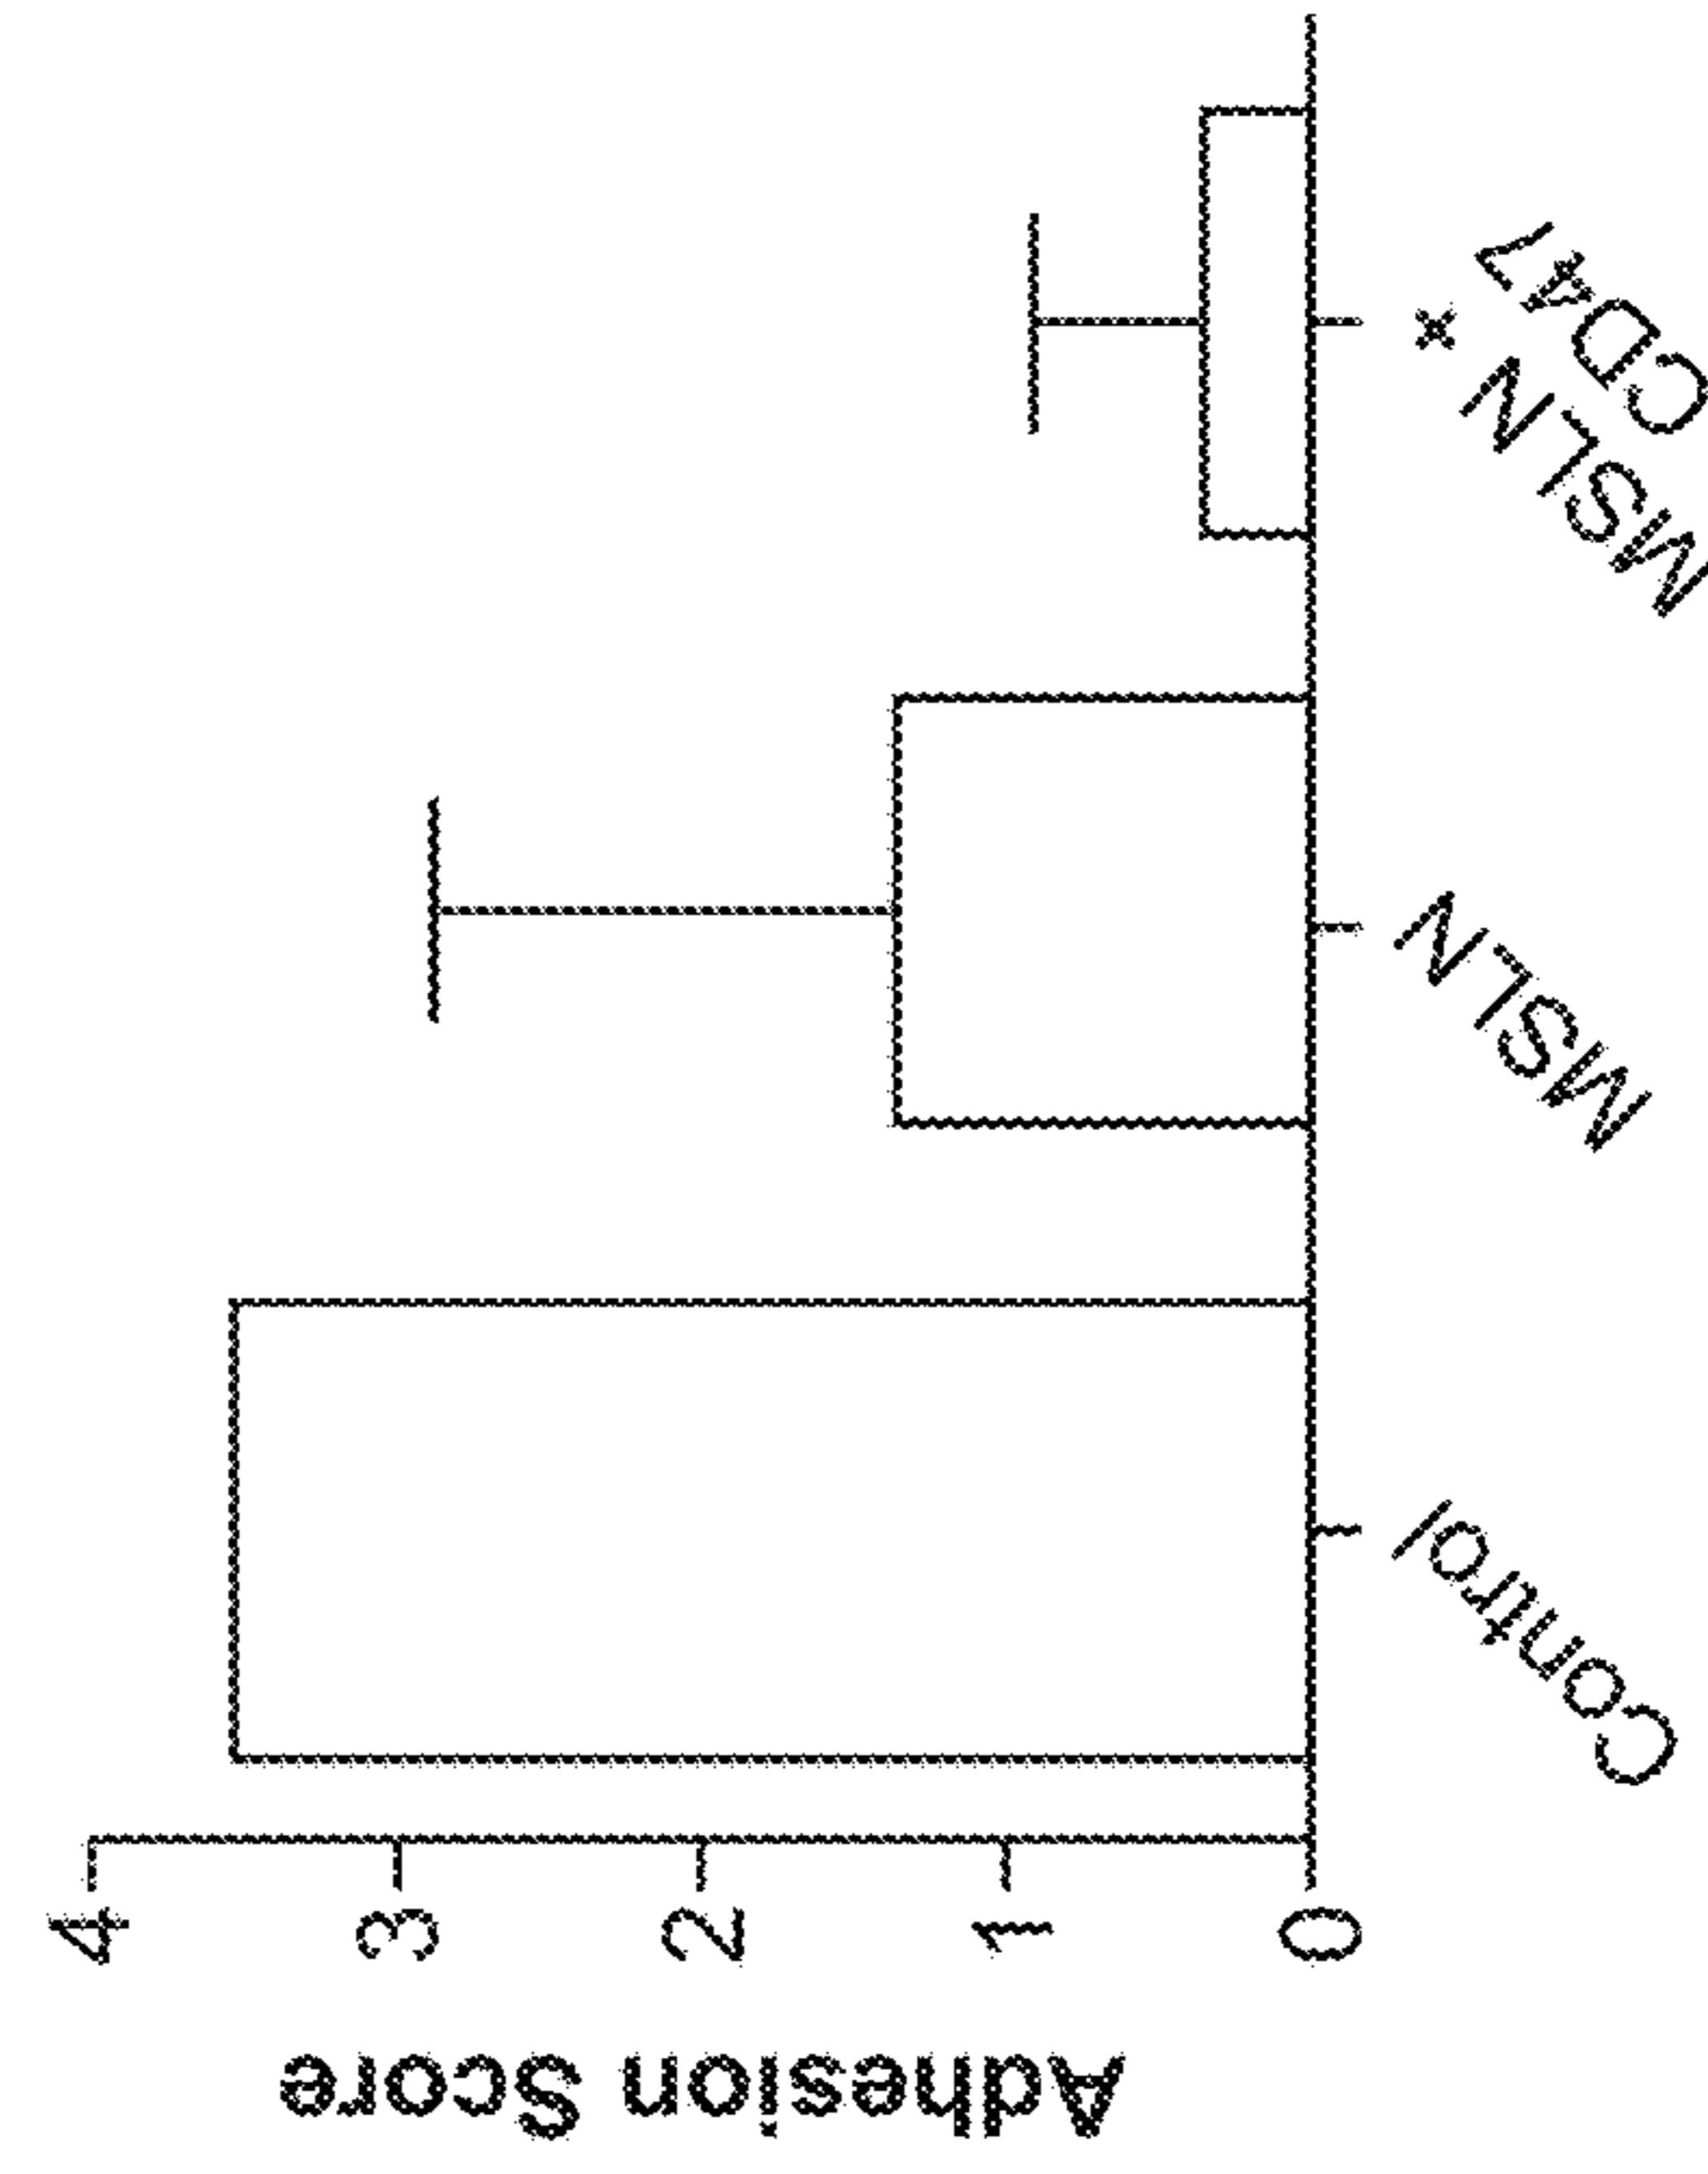 Adhesion Score
4
3
2
1
0
Control
MSLN
MSLN +
CD47